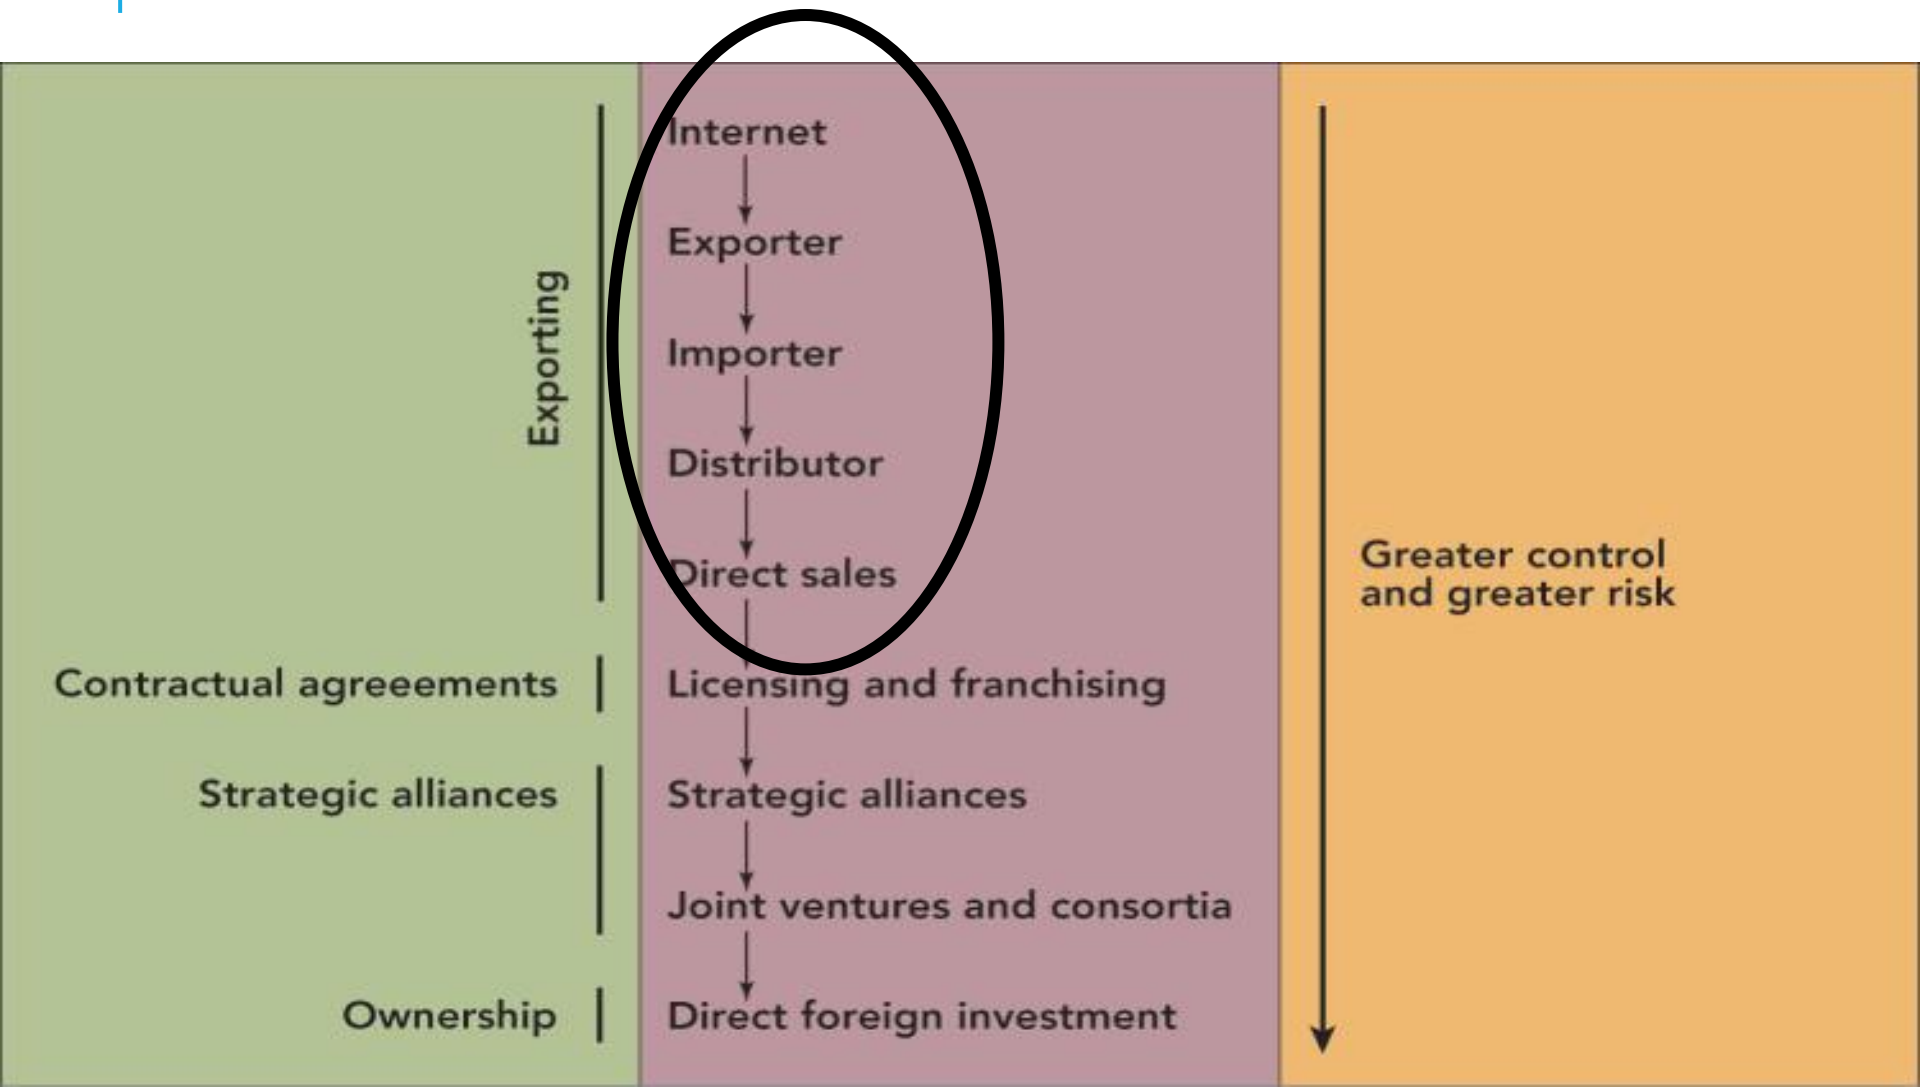 Exporting
Contractual agreeements
Strategic alliances
Ownership
Internet
Exporter
Importer
Distributor
Direct sales
Licensing and franchising
Strategic alliances
Joint ventures and consortia
Direct foreign investment
Greater control
and greater risk